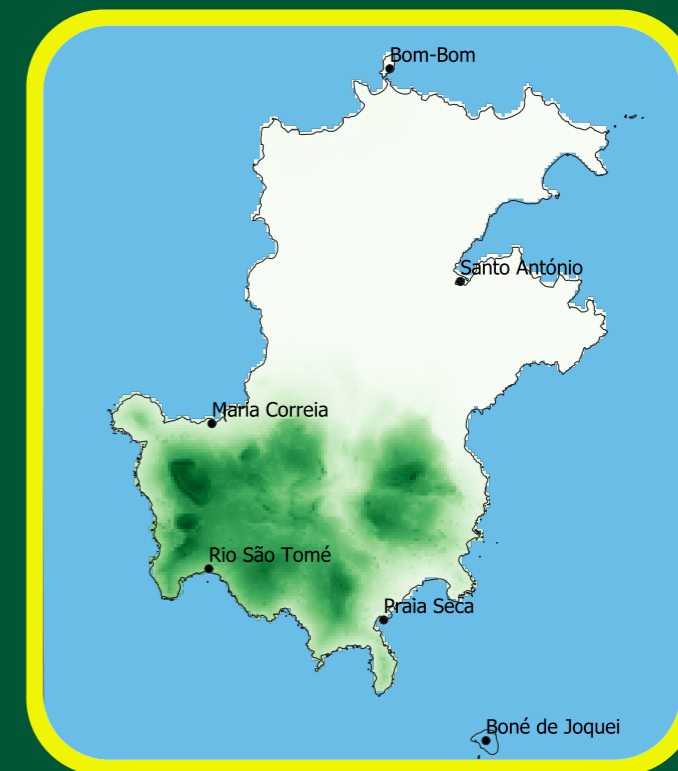 Bom-Bom
Santo António
Maria Correia
Rio São Tomé
Praia Seca
Boné de Joquei